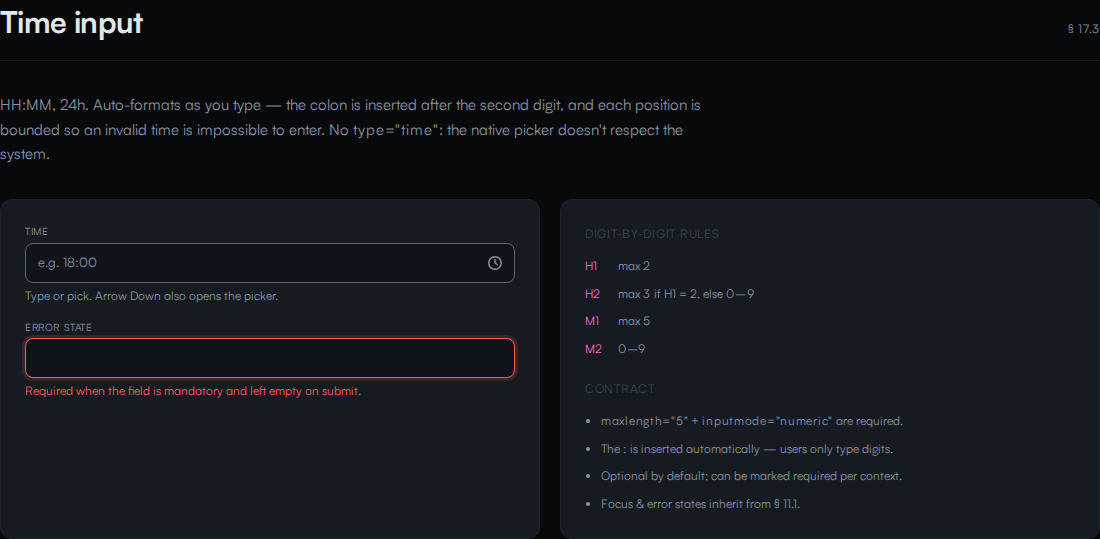 Time input
§ 17.3
HH:MM, 24h. Auto-formats as you type — the colon is inserted after the second digit, and each position is
bounded so an invalid time is impossible to enter. No type="time": the native picker doesn't respect the
system.
TIME
e.g. 18:00
Type or pick. Arrow Down also opens the picker.
ERROR STATE
Required when the field is mandatory and left empty on submit.
DIGIT-BY-DIGIT RULES
H1 max 2
H2 max 3 if H1 = 2, else 0–9
M1 max 5
M2 0–9
CONTRACT
• maxlength="5" + inputmode="numeric" are required.
• The : is inserted automatically — users only type digits.
• Optional by default; can be marked required per context.
• Focus & error states inherit from § 11.1.